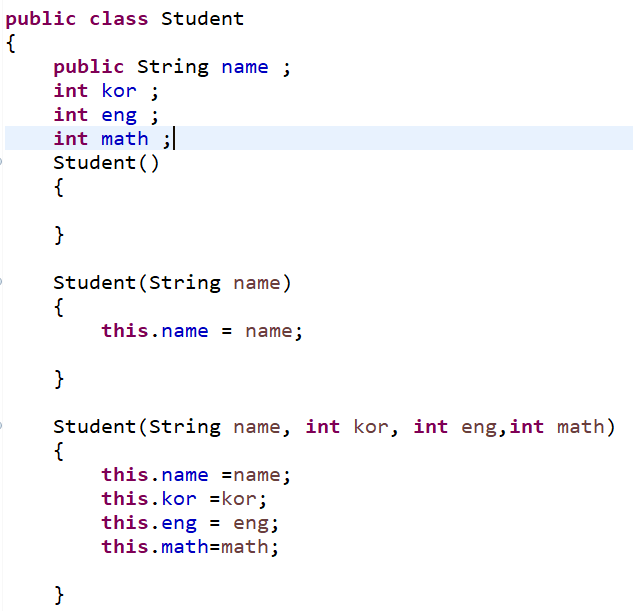 public class Student
{
    public String name ;
    int kor ;
    int eng ;
    int math ;
    Student()
    {
    }
    Student(String name)
    {
        this.name = name;
    }
    Student(String name, int kor, int eng,int math)
    {
        this.name =name;
        this.kor =kor;
        this.eng = eng;
        this.math=math;
    }